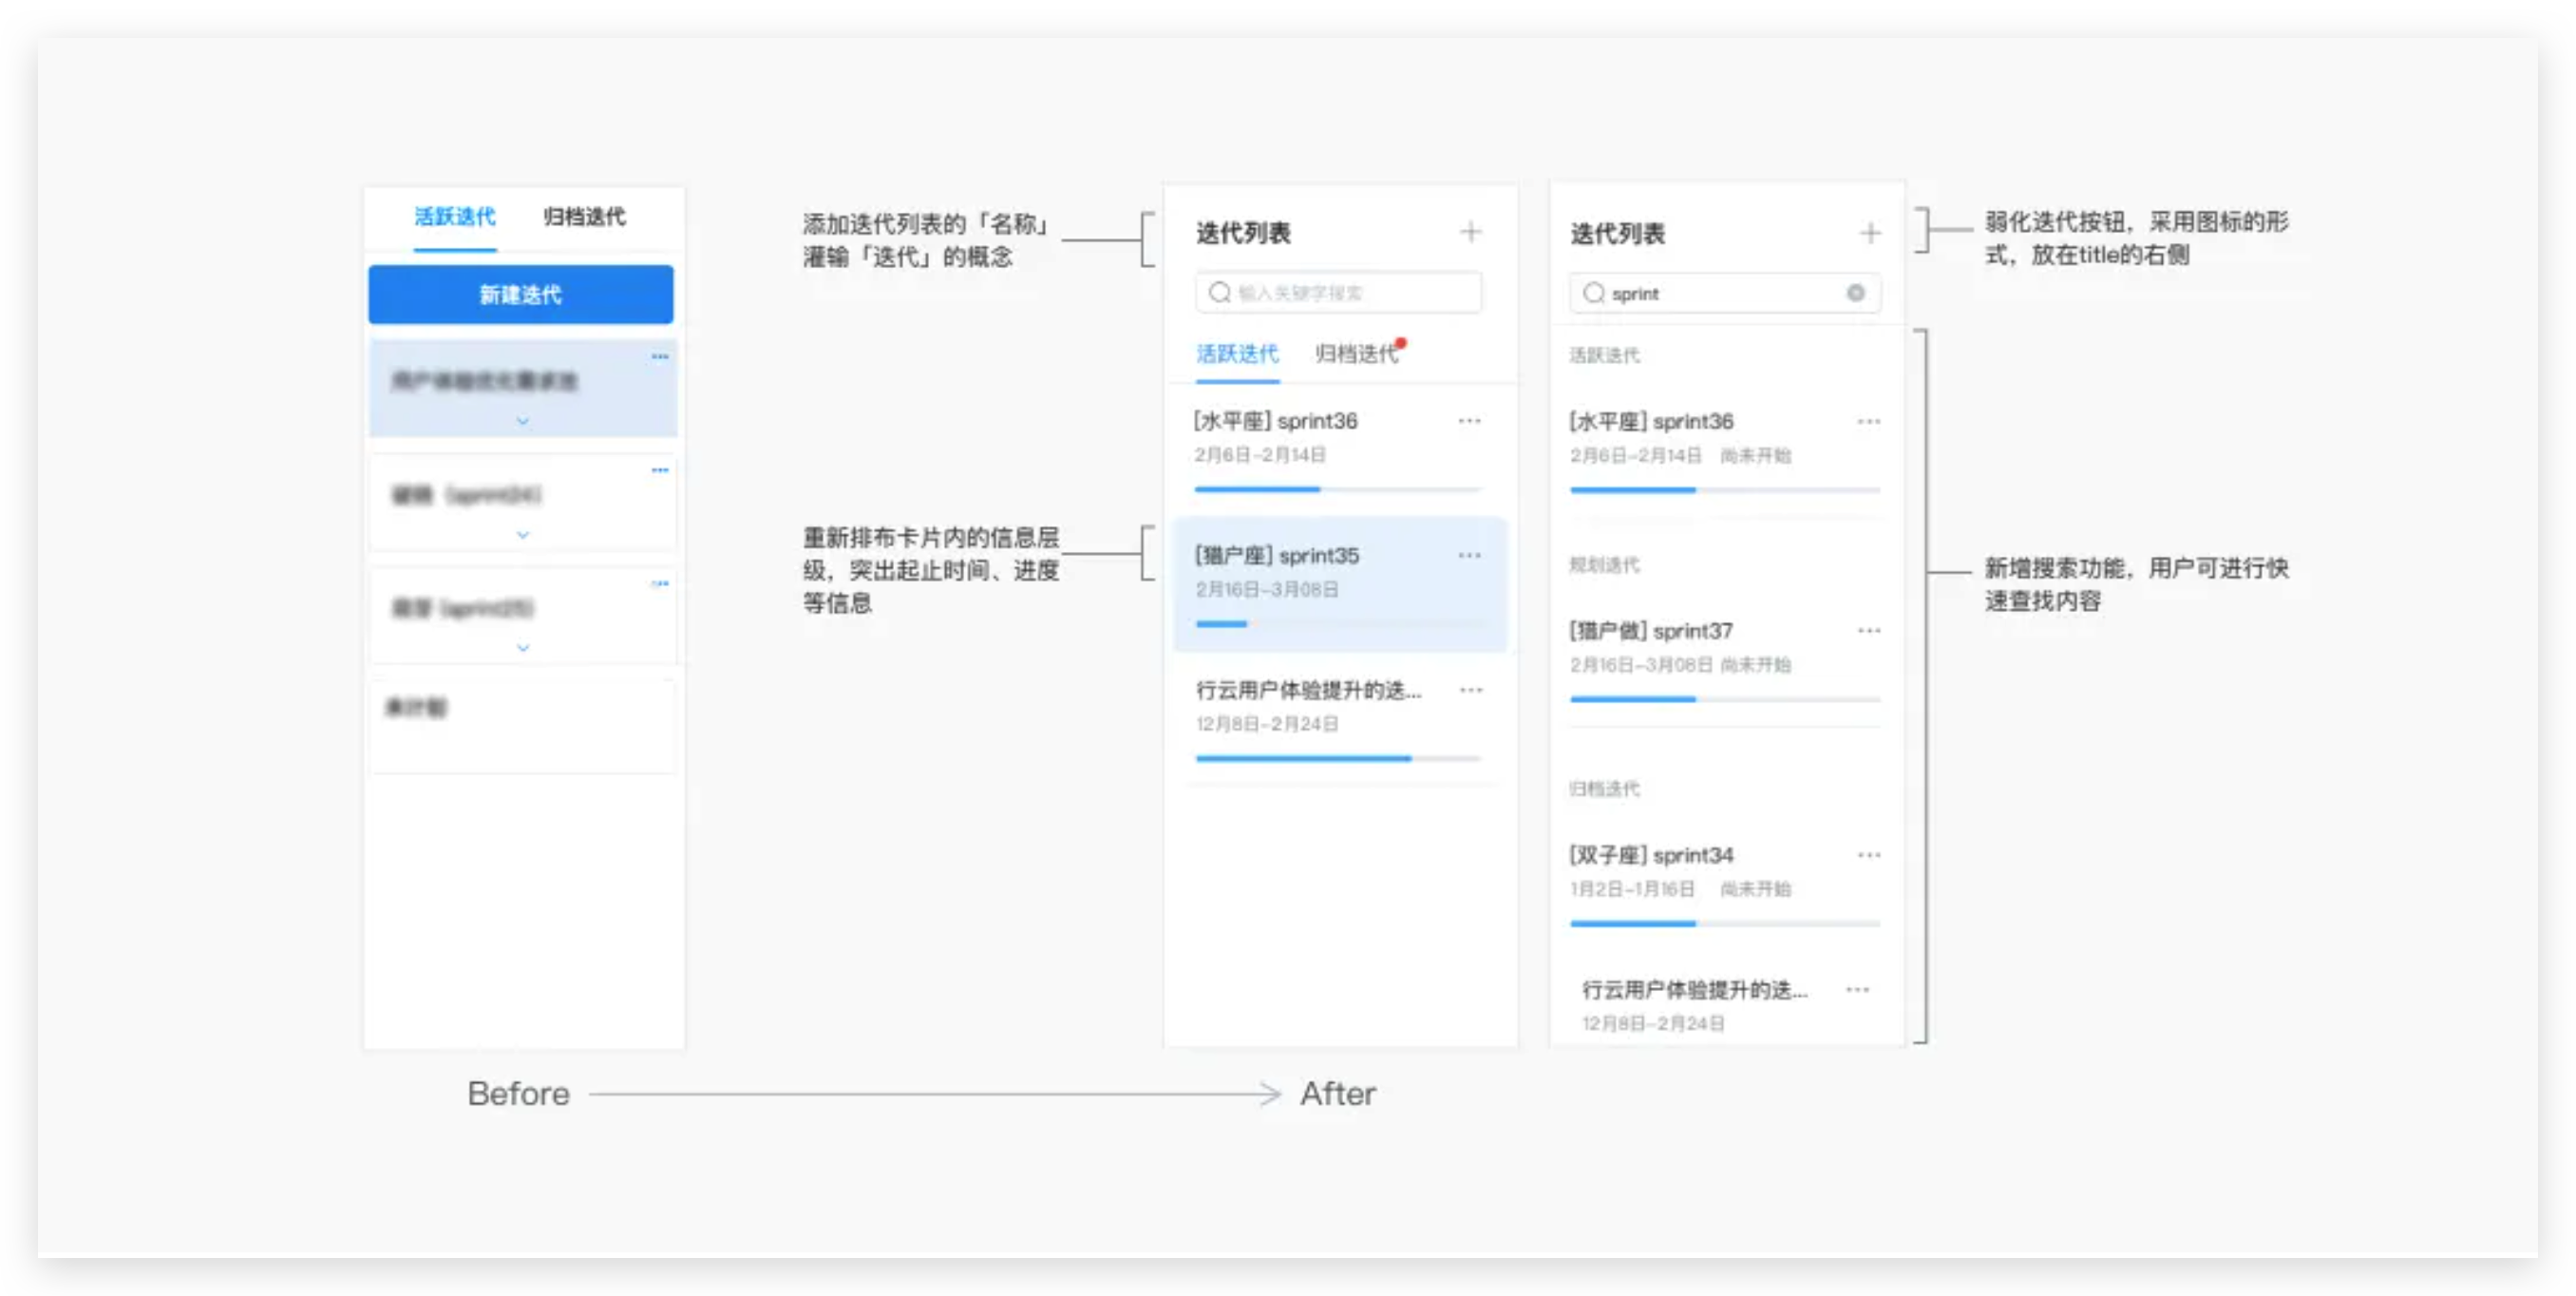 活跃迭代 归档迭代
新建迭代
添加迭代列表的「名称」
灌输「迭代」的概念
重新排布卡片内的信息层
级，突出起止时间、进度
等信息
迭代列表
输入关键字搜索
活跃迭代 归档迭代
[水平座] sprint36
2月6日-2月14日
[猎户座] sprint35
2月16日-3月08日
行云用户体验提升的迭...
12月8日-2月24日
迭代列表
sprint
活跃迭代
[水平座] sprint36
2月6日-2月14日 尚未开始
规划迭代
[猎户做] sprint37
2月16日-3月08日 尚未开始
归档迭代
[双子座] sprint34
1月2日-1月16日 尚未开始
行云用户体验提升的迭...
12月8日-2月24日
弱化迭代按钮，采用图标的形
式，放在title的右侧
新增搜索功能，用户可进行快
速查找内容
Before
After